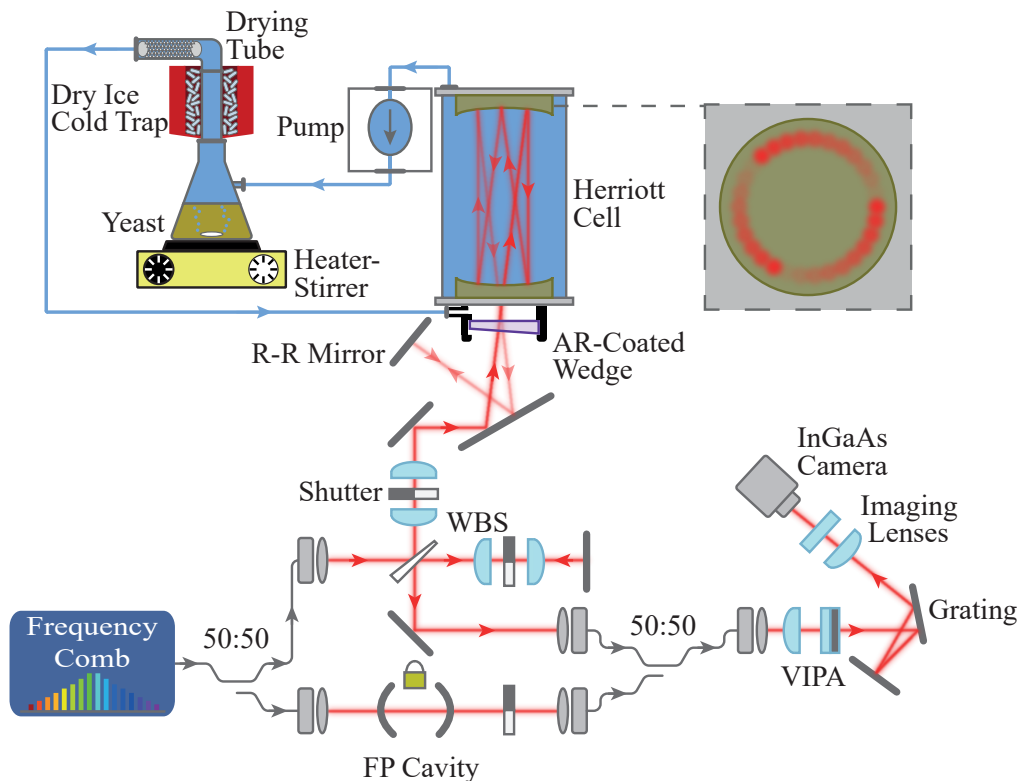 Drying
Tube
Dry Ice
Cold Trap
Pump
Yeast
Heater-
Stirrer
Herriott
Cell
R-R Mirror
AR-Coated
Wedge
InGaAs
Camera
Imaging
Lenses
Shutter
WBS
Grating
Frequency
Comb
50:50
50:50
VIPA
FP Cavity